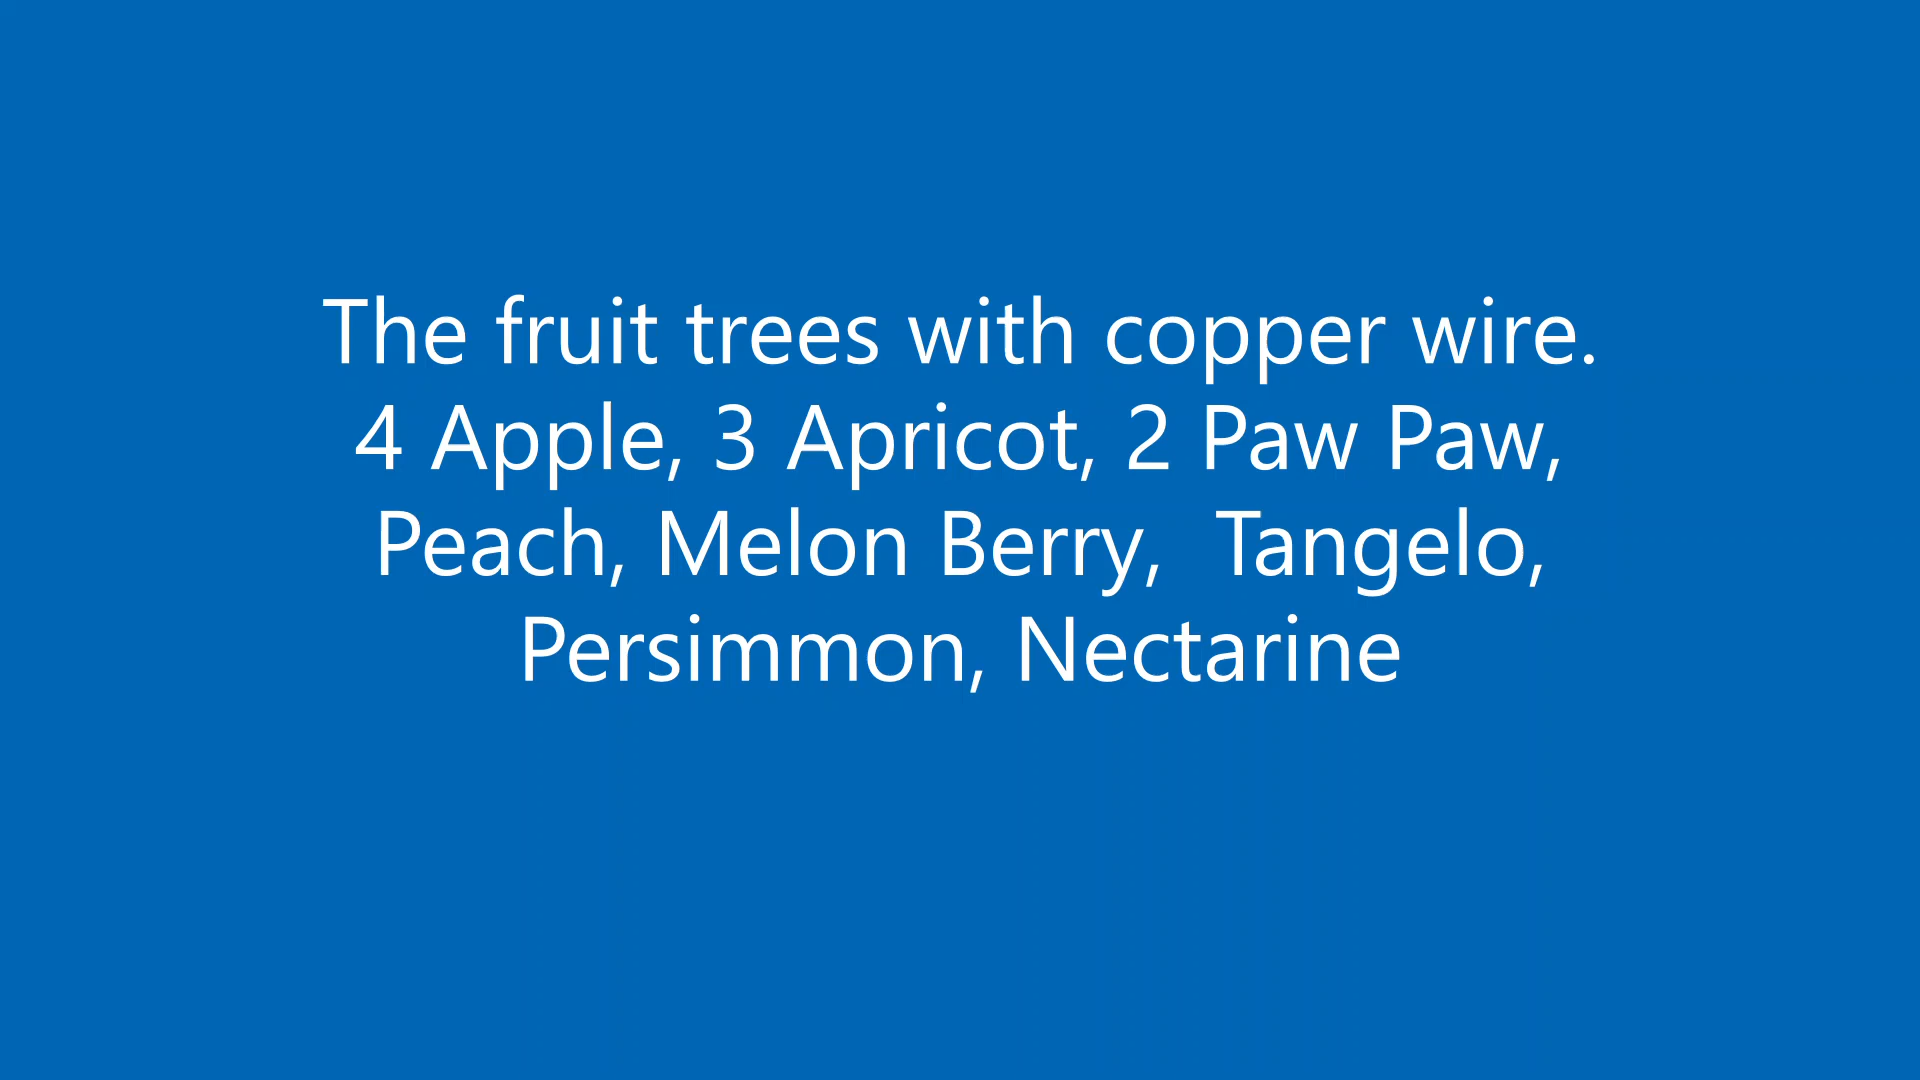 The fruit trees with copper wire.
4 Apple, 3 Apricot, 2 Paw Paw,
Peach, Melon Berry,  Tangelo,
Persimmon, Nectarine